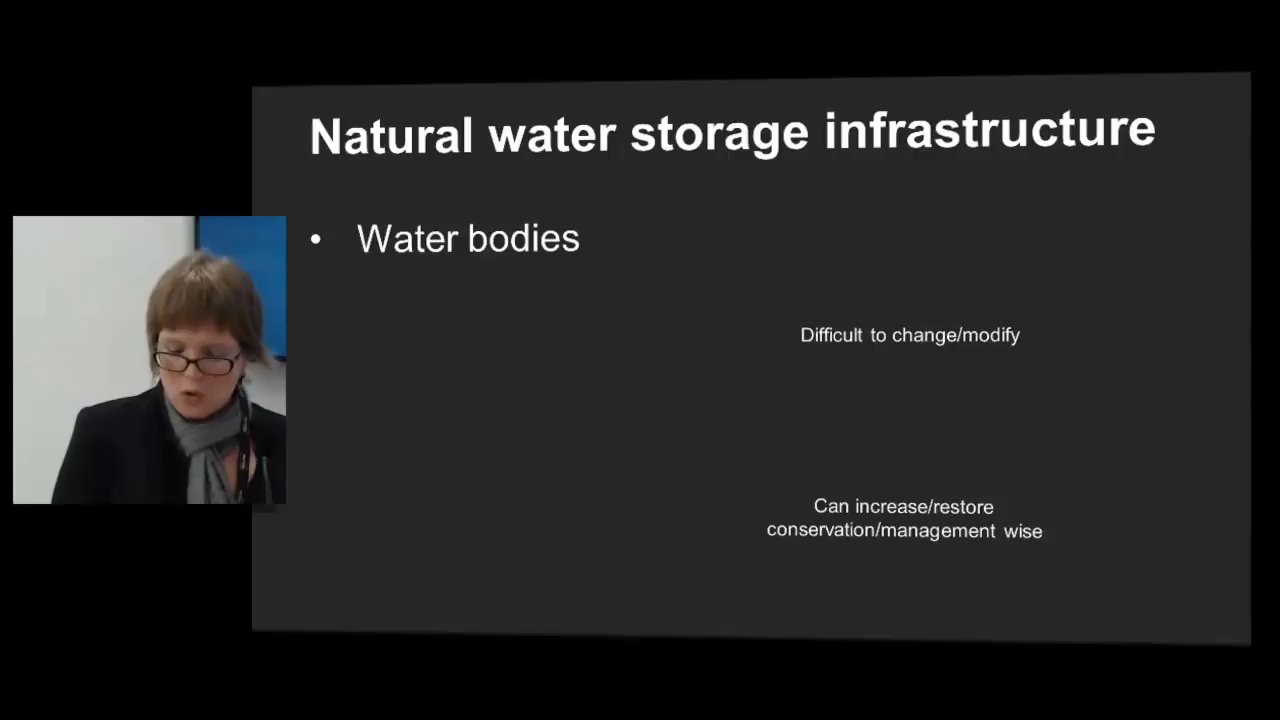 Natural water storage infrastructure
• Water bodies
Difficult to change/modify
Can increase/restore
conservation/management wise